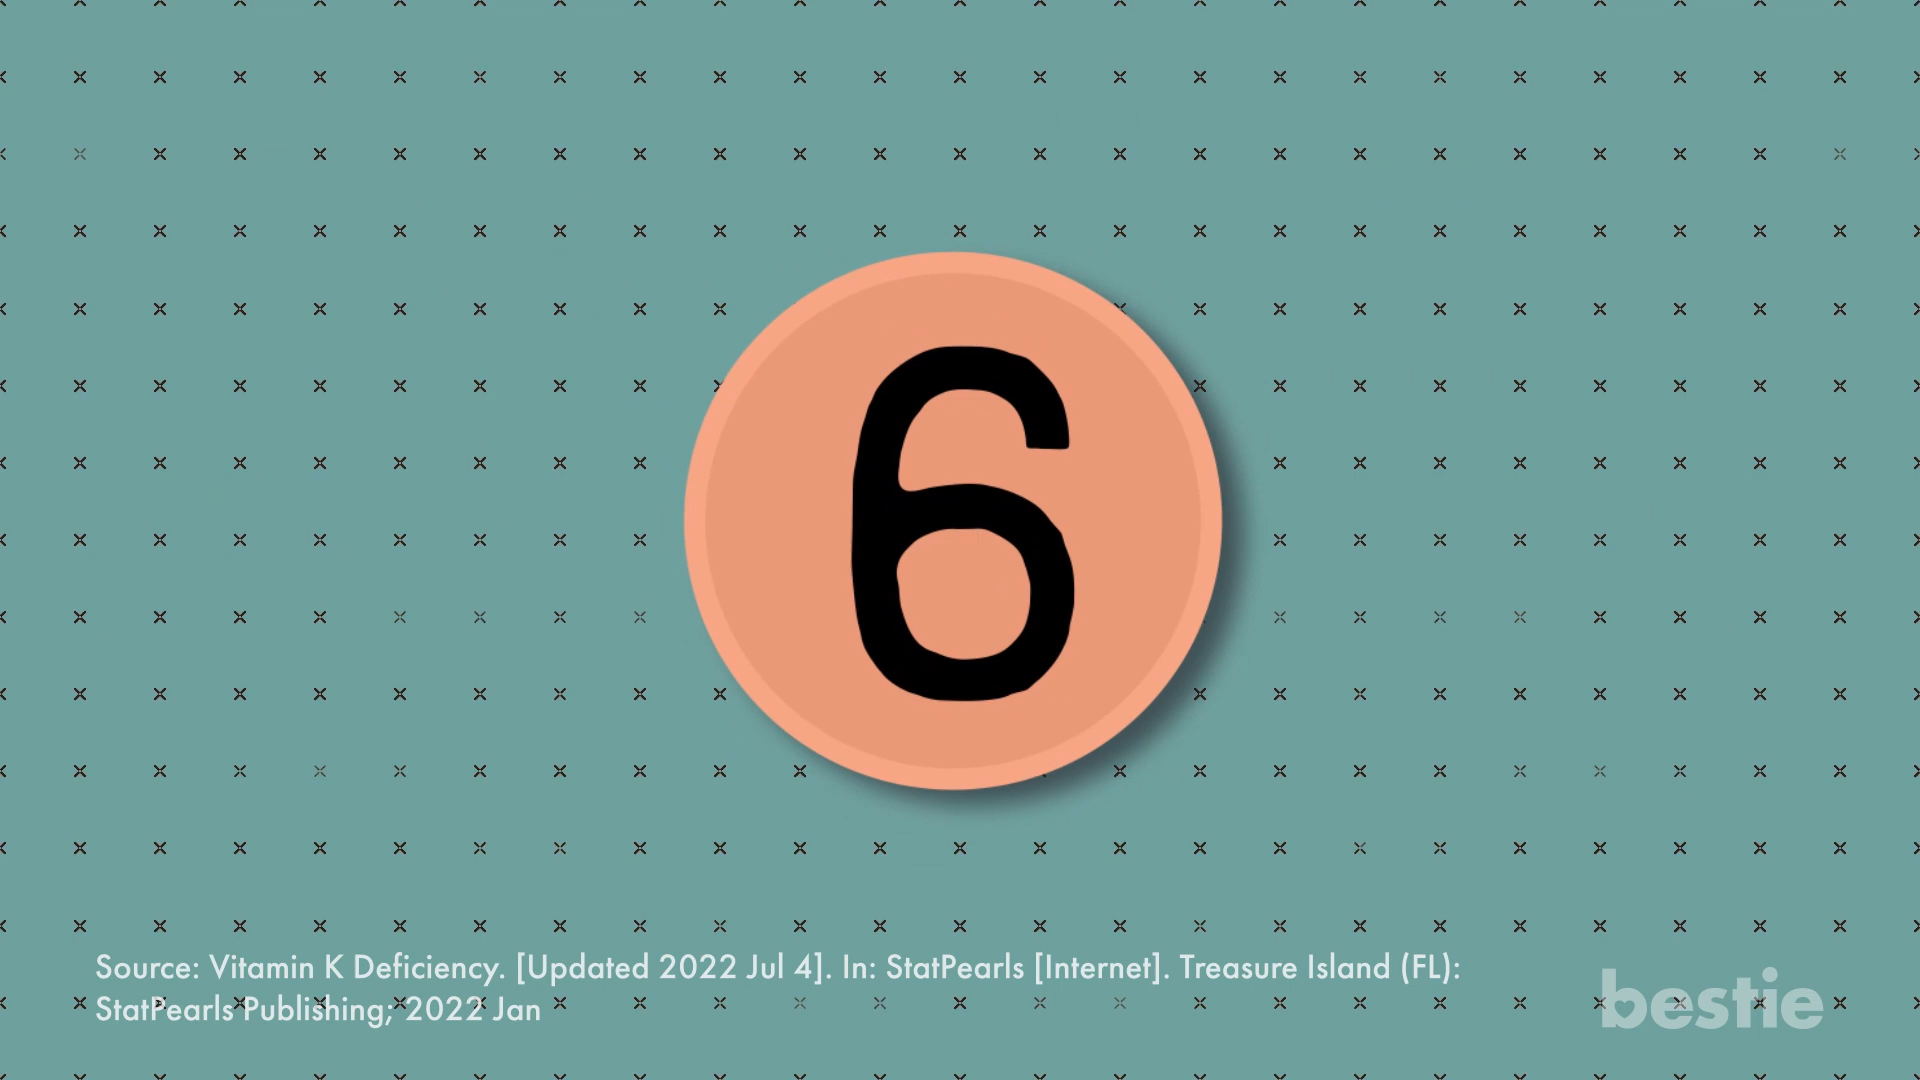 6
Source: Vitamin K Deficiency. [Updated 2022 Jul 4]. In: StatPearls [Internet]. Treasure Island (FL):
StatPearls Publishing; 2022 Jan
bestie